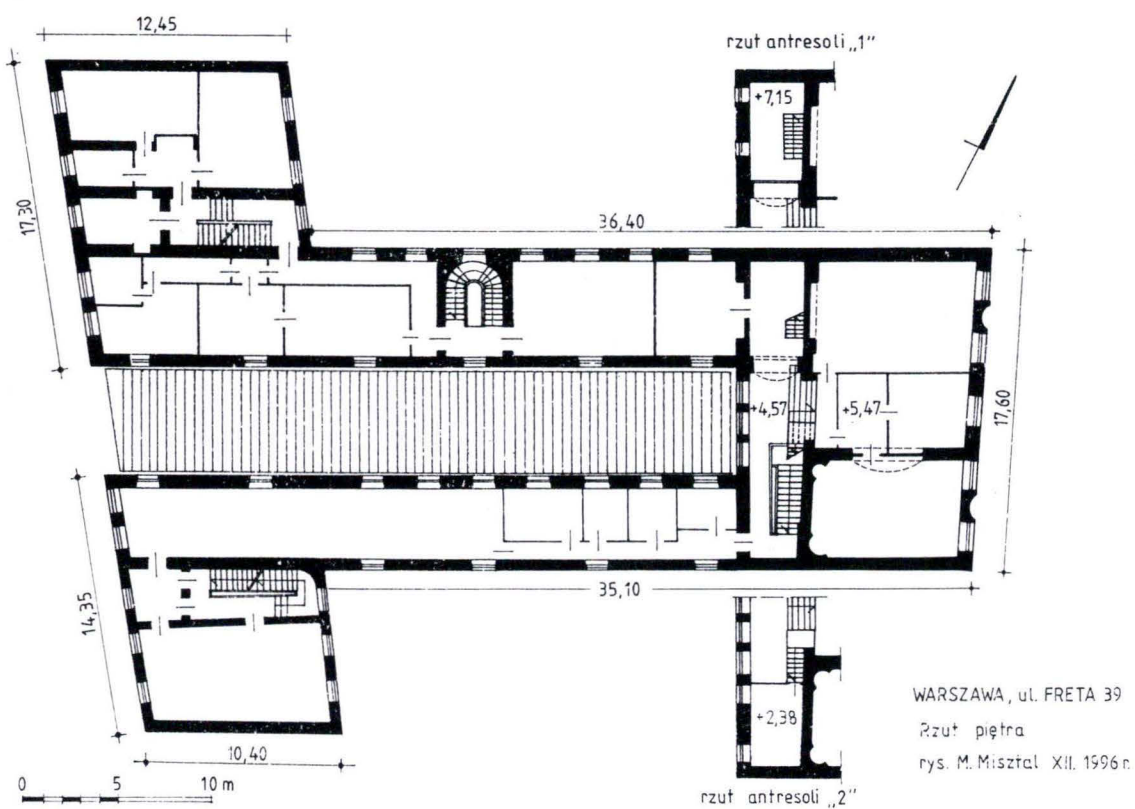 12,45
rzut antresoli „1"
+7,15
17,30
36,40
+4,57
+5,47
17,60
14,35
35,10
+2,38
10,40
WARSZAWA, ul. FRETA 39
Rzut piętra
rys. M. Misztal XII. 1996 r.
0 5 10 m
rzut antresoli „2"